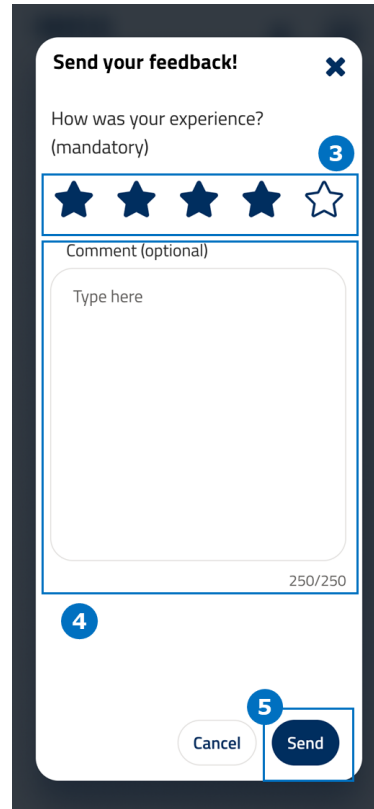 Send your feedback!
How was your experience?
(mandatory)
3
Comment (optional)
Type here
250/250
4
5
Cancel
Send